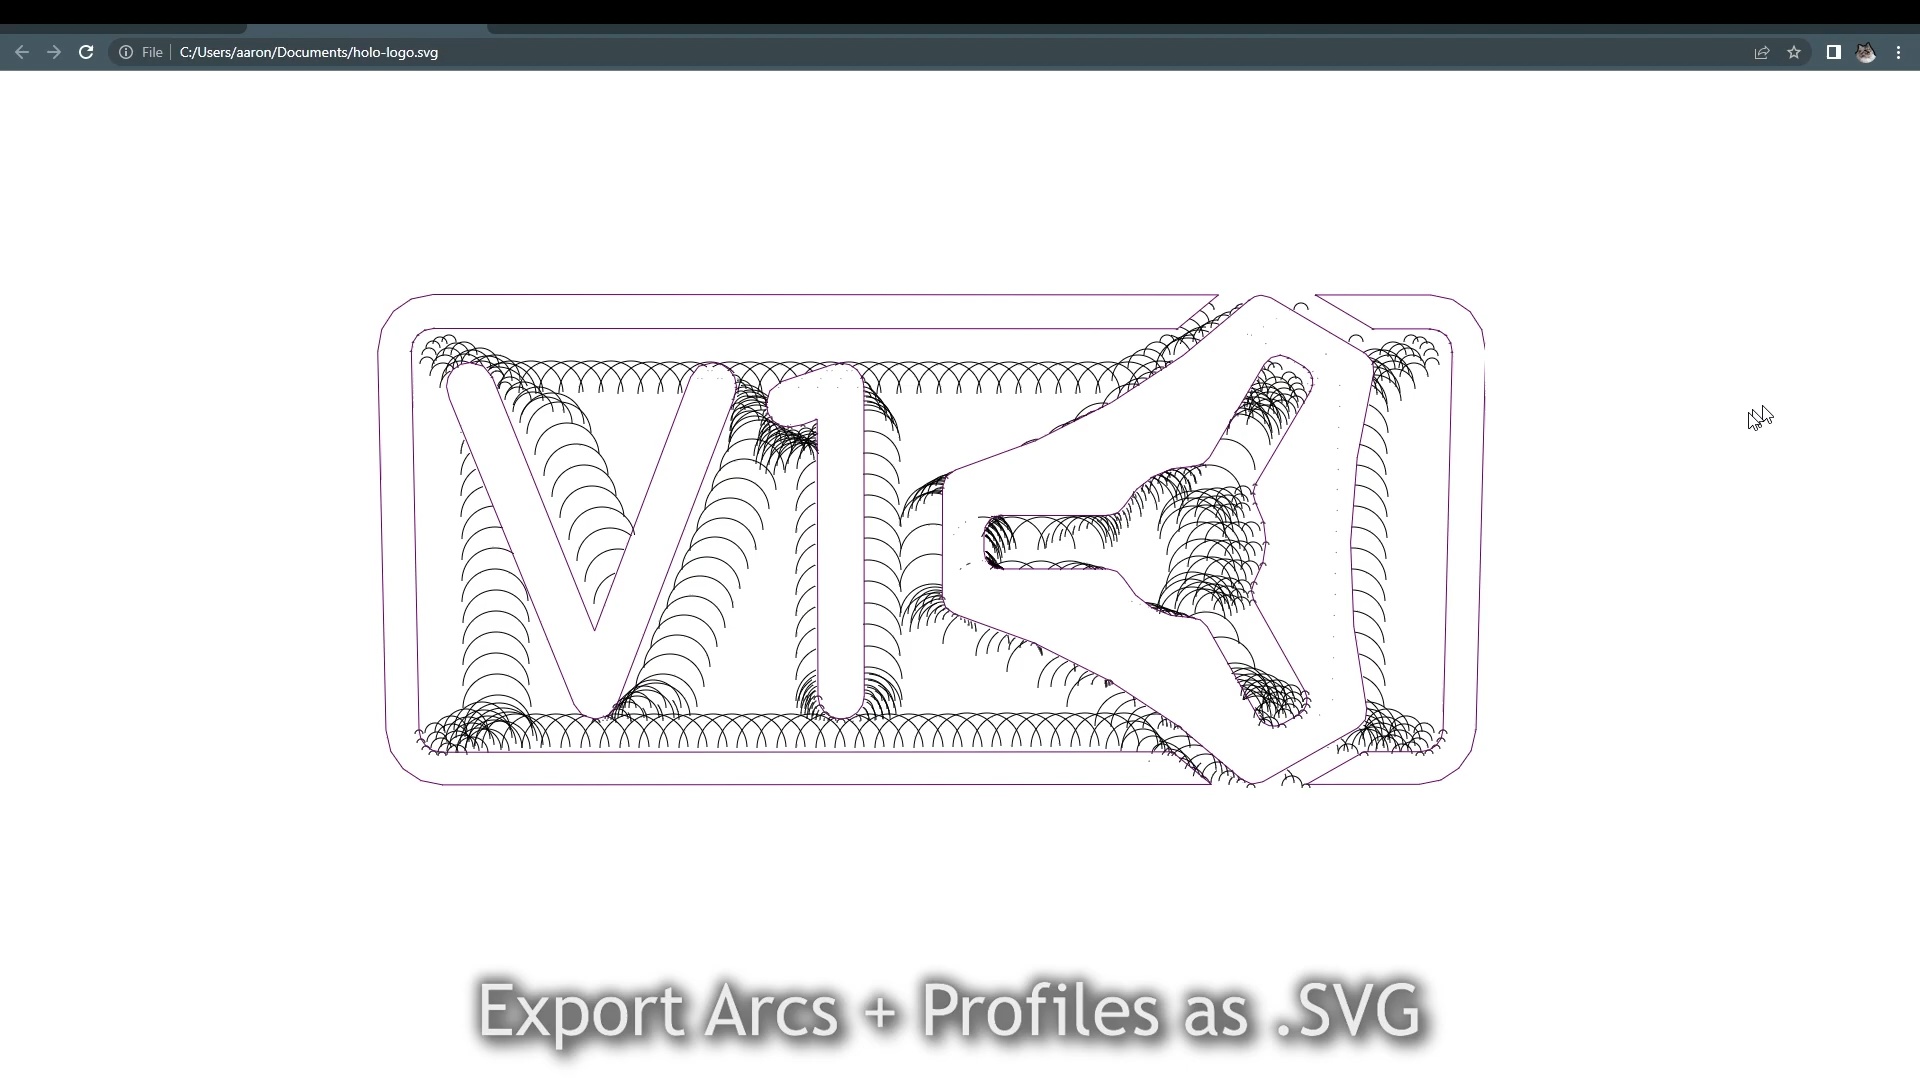 File
C:/Users/aaron/Documents/holo-logo.svg
V1
Export Arcs + Profiles as .SVG